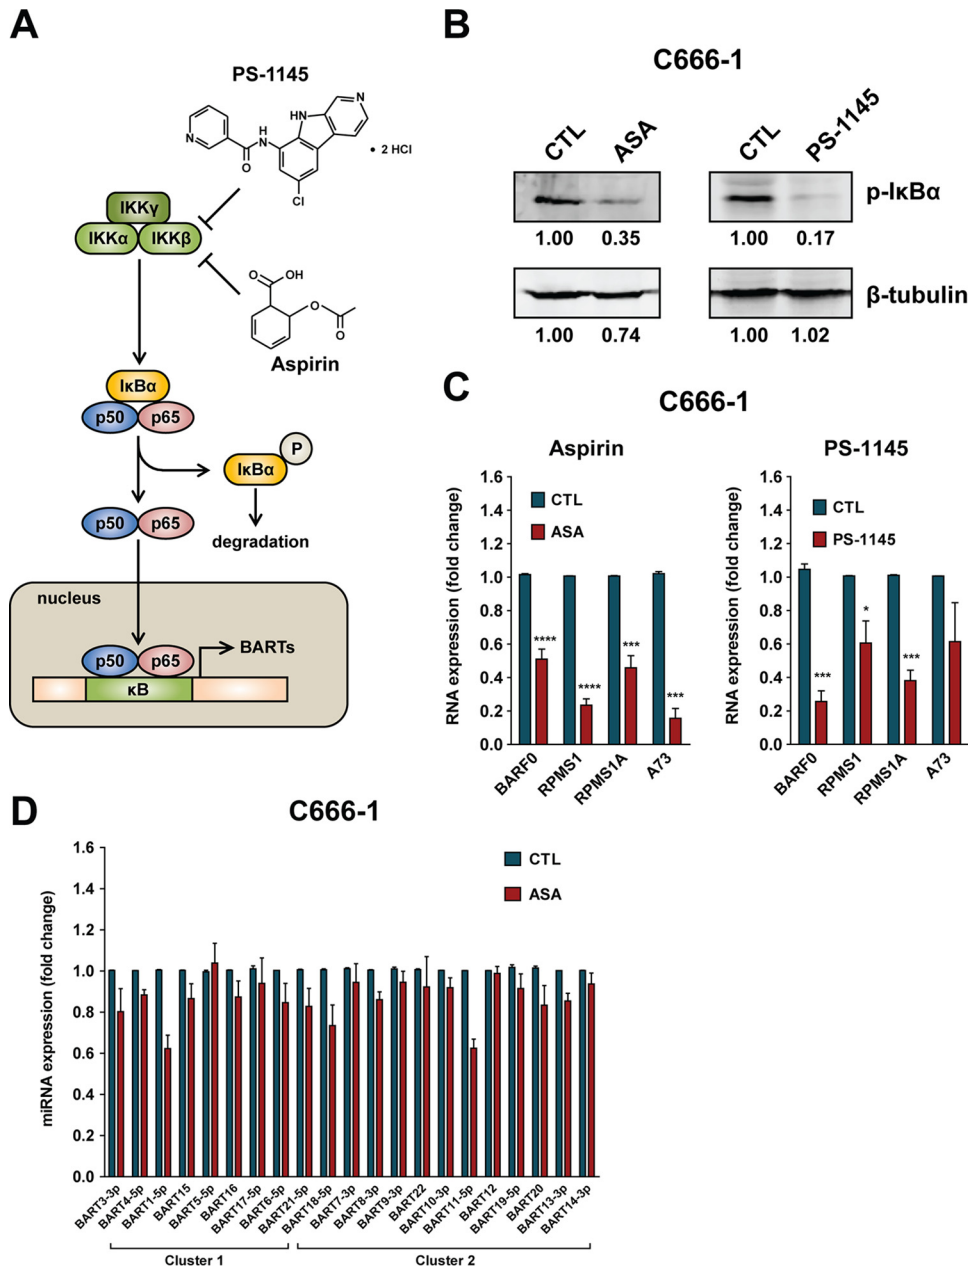 A
PS-1145
N
HN
N
H
N
O
Cl
• 2 HCl
IKKγ
IKKα
IKKβ
O
OH
O
O
Aspirin
IκBα
p50
p65
IκBα
P
p50
p65
degradation
nucleus
p50
p65
BARTs
κB
B
C666-1
CTL
ASA
CTL
PS-1145
p-IκBα
1.00
0.35
1.00
0.17
β-tubulin
1.00
0.74
1.00
1.02
C
C666-1
Aspirin
RNA expression (fold change)
1.6
1.4
1.2
1.0
0.8
0.6
0.4
0.2
0.0
CTL
ASA
****
****
***
***
BARF0
RPMS1
RPMS1A
A73
PS-1145
RNA expression (fold change)
1.6
1.4
1.2
1.0
0.8
0.6
0.4
0.2
0.0
CTL
PS-1145
***
*
***
BARF0
RPMS1
RPMS1A
A73
D
C666-1
miRNA expression (fold change)
1.6
1.4
1.2
1.0
0.8
0.6
0.4
0.2
0.0
CTL
ASA
BART3-3p
BART4-5p
BART1-5p
BART15
BART5-5p
BART16
BART17-5p
BART6-5p
BART21-5p
BART18-5p
BART7-3p
BART8-3p
BART9-3p
BART22
BART10-3p
BART11-5p
BART12
BART19-5p
BART20
BART13-3p
BART14-3p
Cluster 1
Cluster 2